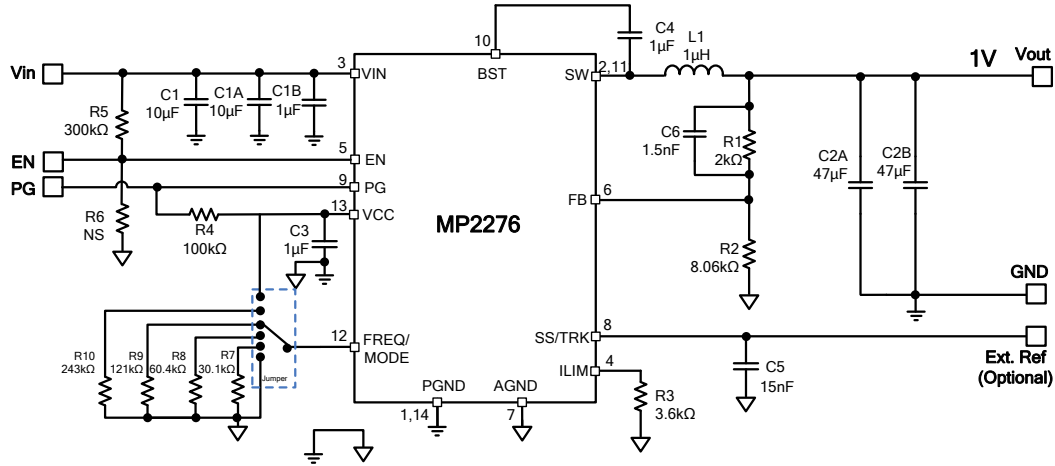 10
BST
C4
1µF
L1
1µH
1V
Vout
Vin
3
VIN
SW
2,11
C1
10µF
C1A
10µF
C1B
1µF
R5
300kΩ
C6
1.5nF
R1
2kΩ
C2A
47µF
C2B
47µF
EN
5
EN
PG
9
PG
FB
6
R6
NS
R4
100kΩ
13
VCC
C3
1µF
MP2276
R2
8.06kΩ
GND
12
FREQ/
MODE
SS/TRK
8
Ext. Ref
(Optional)
ILIM
4
C5
15nF
R10
243kΩ
R9
121kΩ
R8
60.4kΩ
R7
30.1kΩ
Jumper
R3
3.6kΩ
PGND
1,14
AGND
7